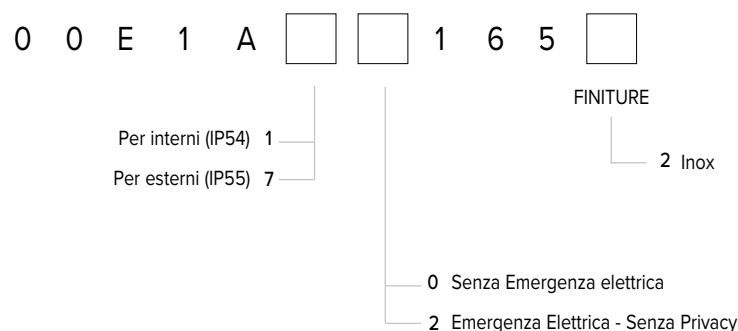 0 0 E 1 A 1 6 5
FINITURE
Per interni (IP54) 1
2 Inox
Per esterni (IP55) 7
0 Senza Emergenza elettrica
2 Emergenza Elettrica - Senza Privacy